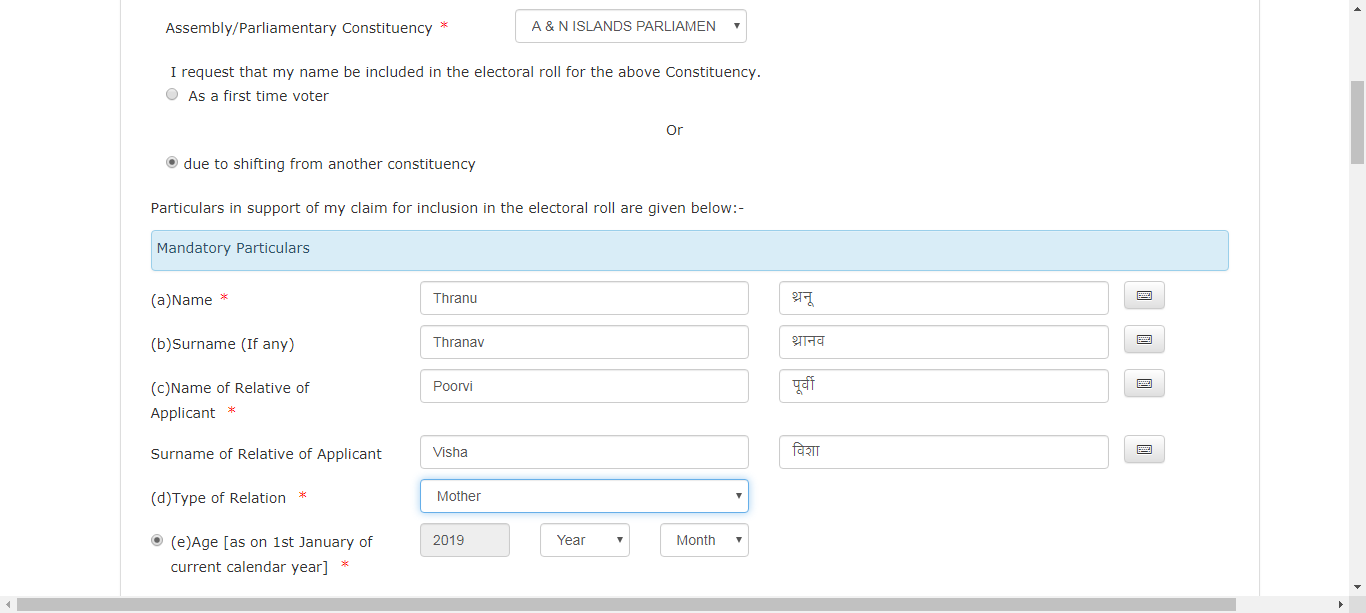 Assembly/Parliamentary Constituency * A & N ISLANDS PARLIAMEN
I request that my name be included in the electoral roll for the above Constituency.
As a first time voter
Or
due to shifting from another constituency
Particulars in support of my claim for inclusion in the electoral roll are given below:-
Mandatory Particulars
(a)Name * Thranu थ्रनू
(b)Surname (If any) Thranav थ्रानव
(c)Name of Relative of Applicant * Poorvi पूर्वी
Surname of Relative of Applicant Visha विशा
(d)Type of Relation * Mother
(e)Age [as on 1st January of current calendar year] * 2019 Year Month